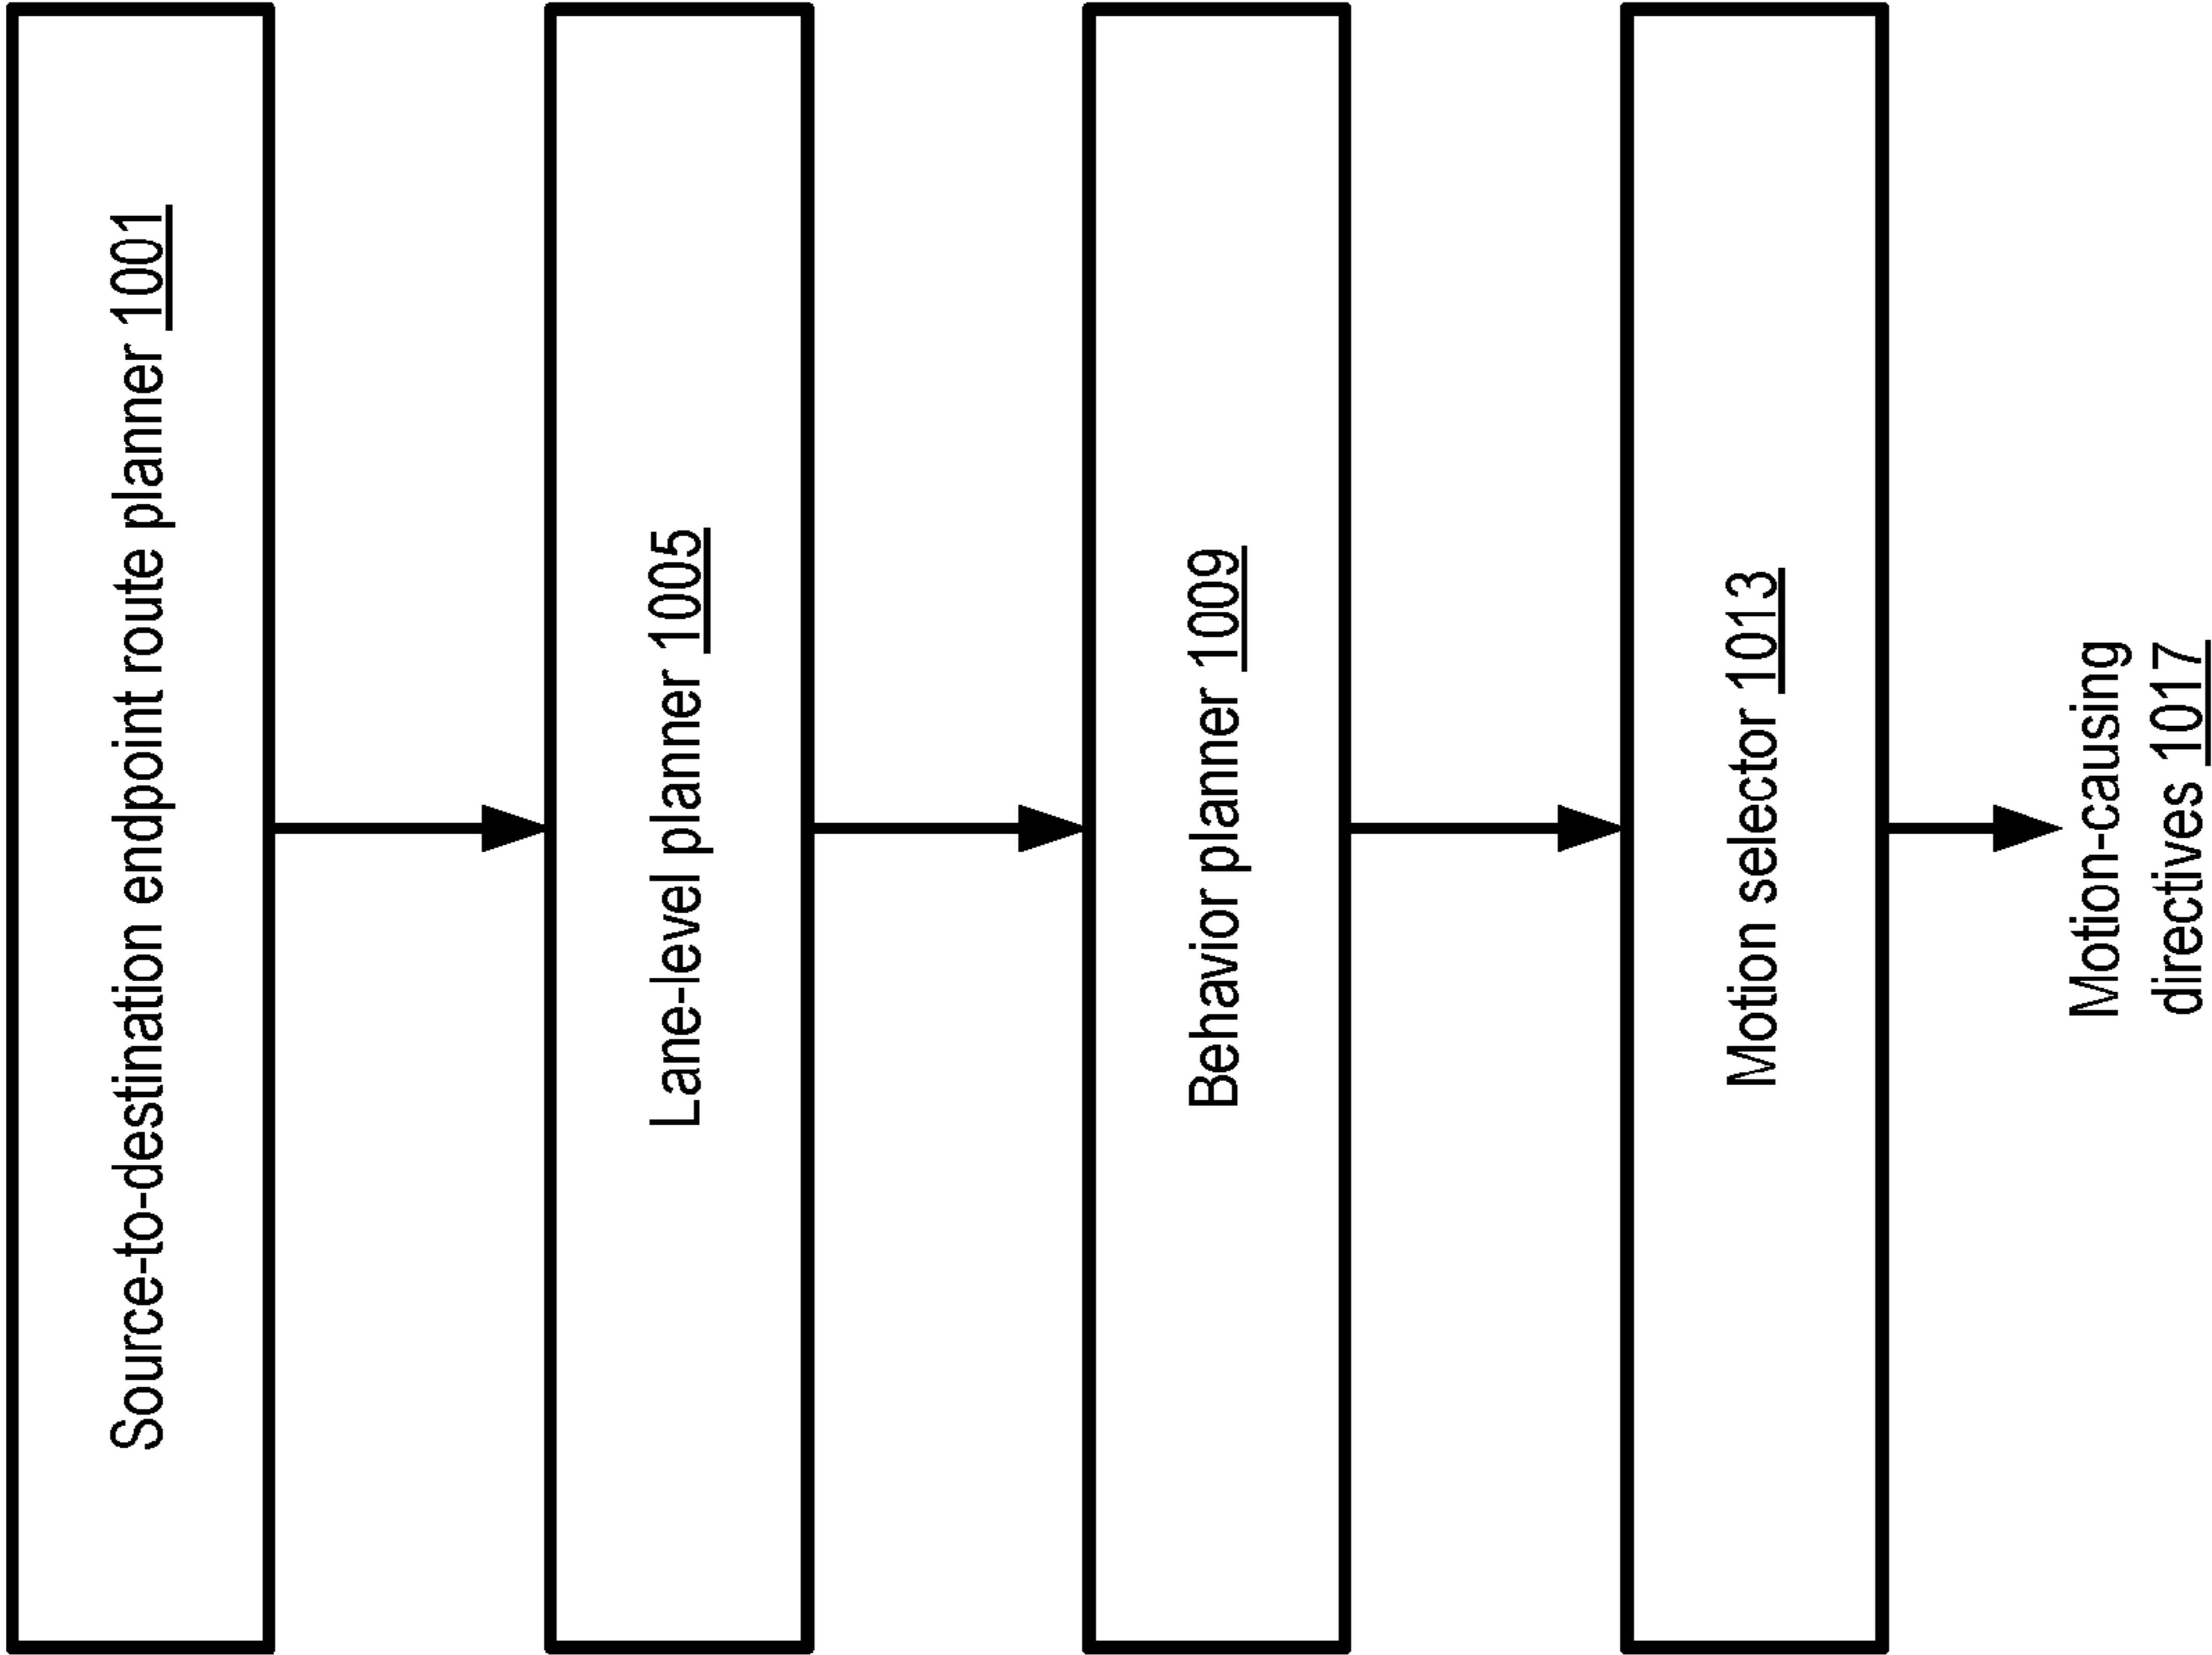 Source-to-destination endpoint route planner 1001
Lane-level planner 1005
Behavior planner 1009
Motion selector 1013
Motion-causing
directives 1017